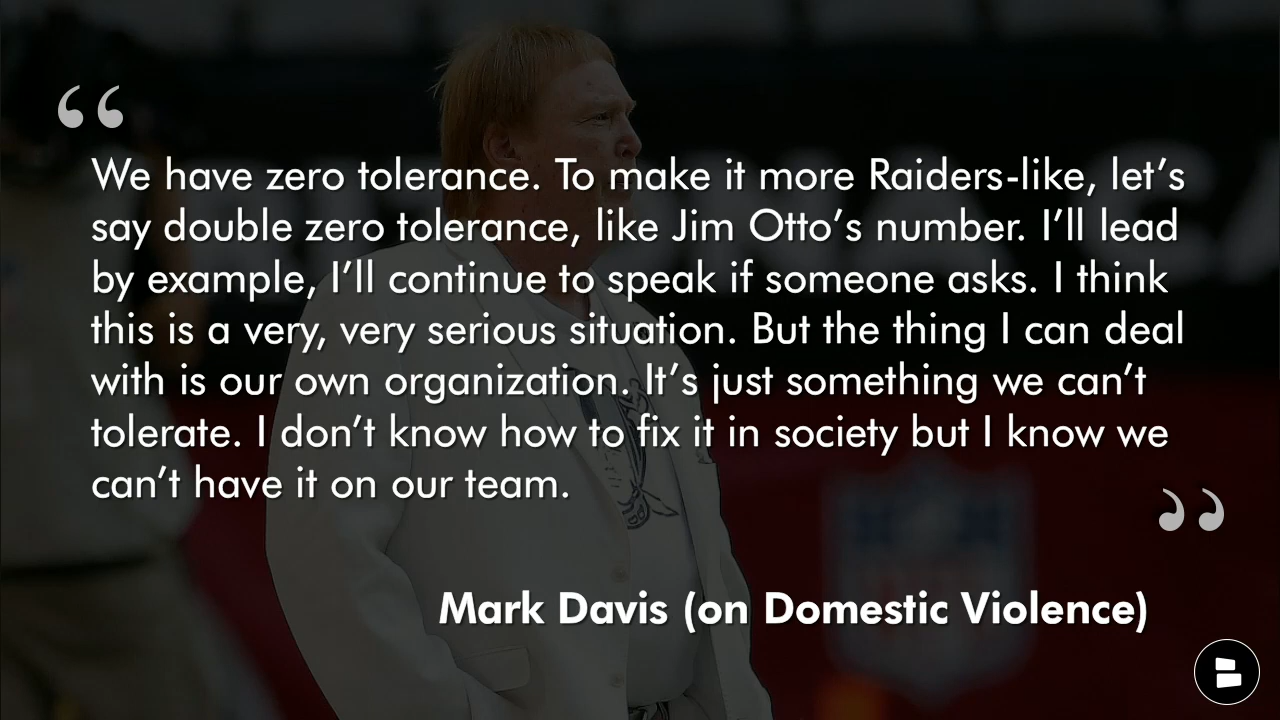 “
We have zero tolerance. To make it more Raiders-like, let’s
say double zero tolerance, like Jim Otto’s number. I’ll lead
by example, I’ll continue to speak if someone asks. I think
this is a very, very serious situation. But the thing I can deal
with is our own organization. It’s just something we can’t
tolerate. I don’t know how to fix it in society but I know we
can’t have it on our team.
”
Mark Davis (on Domestic Violence)